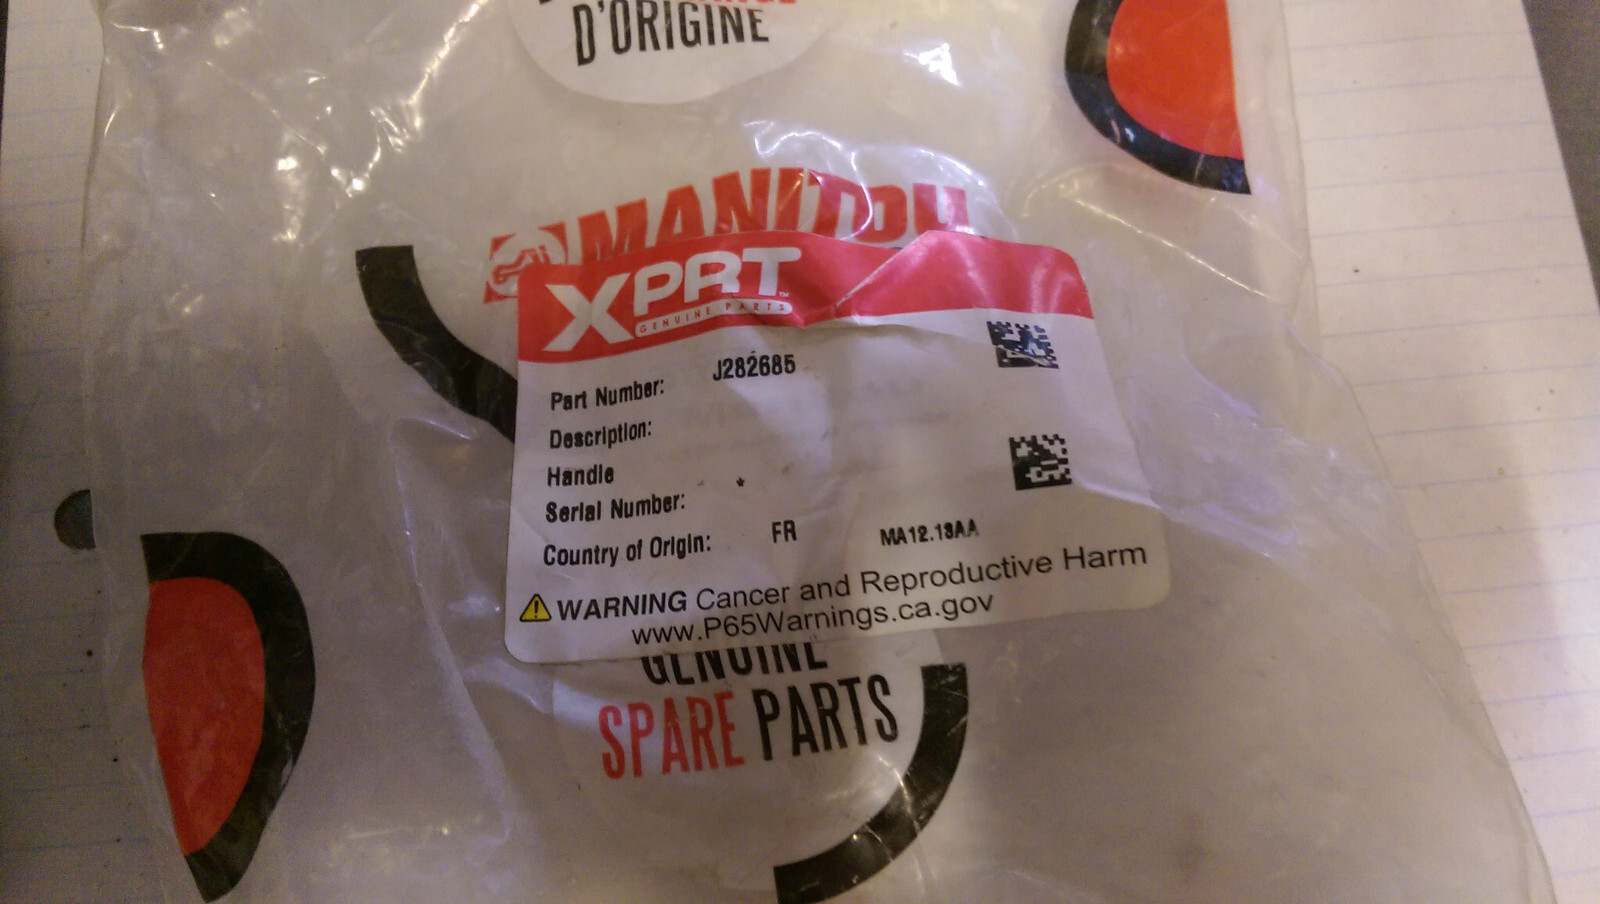 D'ORIGINE
MANITOU
XPRT™
GENUINE PARTS
Part Number: J282685
Description:
Handle
Serial Number: *
Country of Origin: FR MA12.13AA
WARNING Cancer and Reproductive Harm
www.P65Warnings.ca.gov
GENUINE
SPARE PARTS